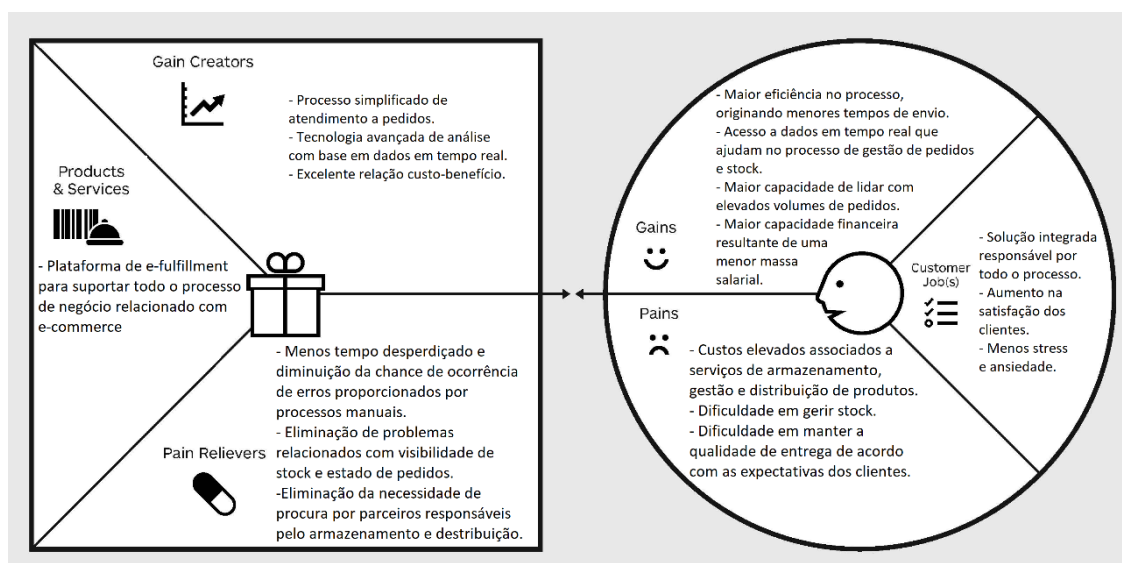 Gain Creators
- Processo simplificado de
atendimento a pedidos.
- Tecnologia avançada de análise
com base em dados em tempo real.
- Excelente relação custo-benefício.
Products
& Services
- Plataforma de e-fulfillment
para suportar todo o processo
de negócio relacionado com
e-commerce
- Menos tempo desperdiçado e
diminuição da chance de ocorrência
de erros proporcionados por
processos manuais.
- Eliminação de problemas
relacionados com visibilidade de
stock e estado de pedidos.
-Eliminação da necessidade de
procura por parceiros responsáveis
pelo armazenamento e destribuição.
Pain Relievers
- Maior eficiência no processo,
originando menores tempos de envio.
- Acesso a dados em tempo real que
ajudam no processo de gestão de pedidos
e stock.
- Maior capacidade de lidar com
elevados volumes de pedidos.
- Maior capacidade financeira
resultante de uma
menor massa
salarial.
Gains
Pains
- Custos elevados associados a
serviços de armazenamento,
gestão e distribuição de produtos.
- Dificuldade em gerir stock.
- Dificuldade em manter a
qualidade de entrega de acordo
com as expectativas dos clientes.
Customer
Job(s)
- Solução integrada
responsável por
todo o processo.
- Aumento na
satisfação dos
clientes.
- Menos stress
e ansiedade.